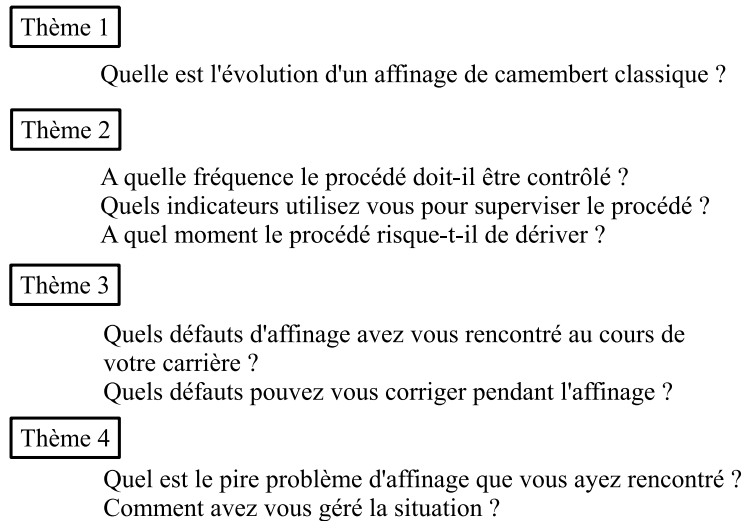 Thème 1
Quelle est l'évolution d'un affinage de camembert classique ?
Thème 2
A quelle fréquence le procédé doit-il être contrôlé ?
Quels indicateurs utilisez vous pour superviser le procédé ?
A quel moment le procédé risque-t-il de dériver ?
Thème 3
Quels défauts d'affinage avez vous rencontré au cours de
votre carrière ?
Quels défauts pouvez vous corriger pendant l'affinage ?
Thème 4
Quel est le pire problème d'affinage que vous ayez rencontré ?
Comment avez vous géré la situation ?